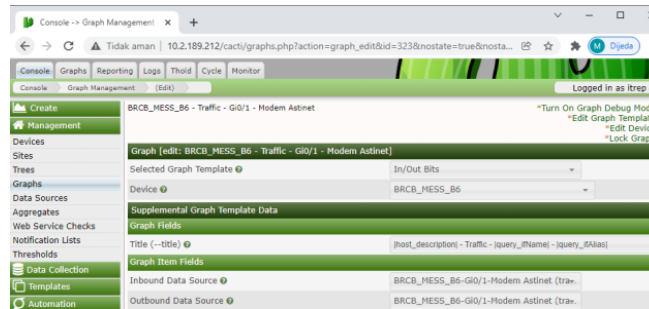 Console -> Graph Management
Tidak aman | 10.2.189.212/cacti/graphs.php?action=graph_edit&id=323&nostate=true&nosta...
M Dijeda
Console Graphs Reporting Logs Thold Cycle Monitor
Console Graph Management (Edit) Logged in as itrep
Create
Management
Devices
Sites
Trees
Graphs
Data Sources
Aggregates
Web Service Checks
Notification Lists
Thresholds
Data Collection
Templates
Automation
BRCB_MESS_B6 - Traffic - Gi0/1 - Modem Astinet
*Turn On Graph Debug Mod
*Edit Graph Templat
*Edit Devic
*Lock Grap
Graph [edit: BRCB_MESS_B6 - Traffic - Gi0/1 - Modem Astinet]
Selected Graph Template In/Out Bits
Device BRCB_MESS_B6
Supplemental Graph Template Data
Graph Fields
Title (--title) |host_description| - Traffic - |query_ifName| - |query_ifAlias|
Graph Item Fields
Inbound Data Source BRCB_MESS_B6-Gi0/1-Modem Astinet (tra
Outbound Data Source BRCB_MESS_B6-Gi0/1-Modem Astinet (tra